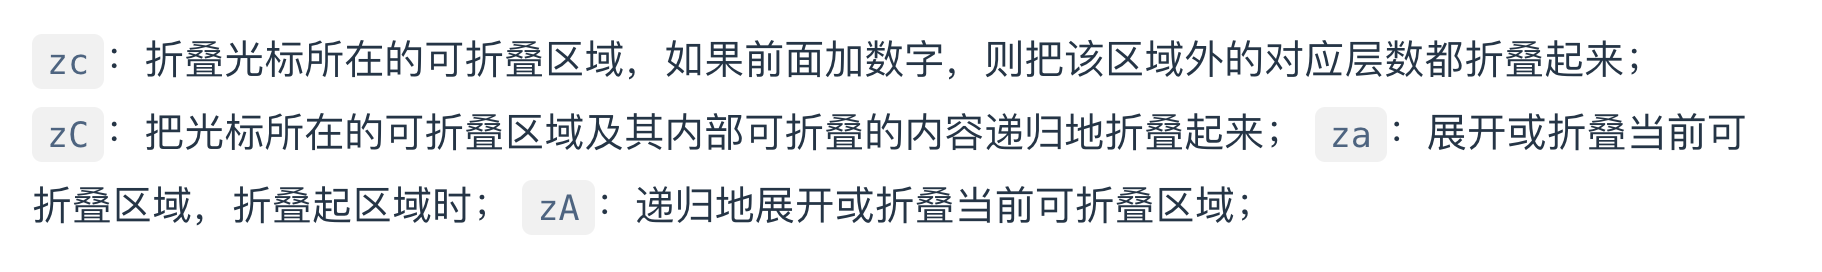 zc：折叠光标所在的可折叠区域，如果前面加数字，则把该区域外的对应层数都折叠起来；
zC：把光标所在的可折叠区域及其内部可折叠的内容递归地折叠起来； za：展开或折叠当前可
折叠区域，折叠起区域时； zA：递归地展开或折叠当前可折叠区域；